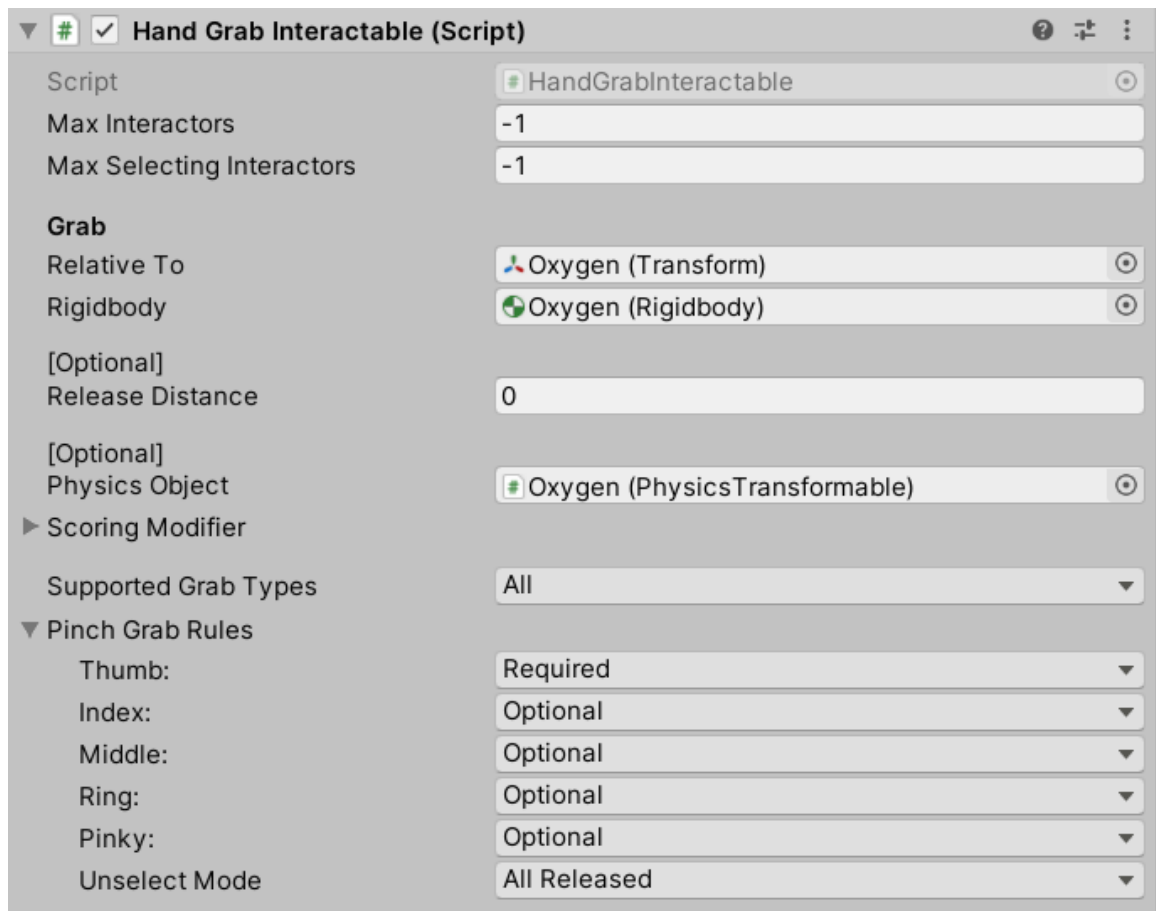 Hand Grab Interactable (Script)
Script HandGrabInteractable
Max Interactors -1
Max Selecting Interactors -1
Grab
Relative To Oxygen (Transform)
Rigidbody Oxygen (Rigidbody)
[Optional]
Release Distance 0
[Optional]
Physics Object Oxygen (PhysicsTransformable)
Scoring Modifier
Supported Grab Types All
Pinch Grab Rules
Thumb: Required
Index: Optional
Middle: Optional
Ring: Optional
Pinky: Optional
Unselect Mode All Released